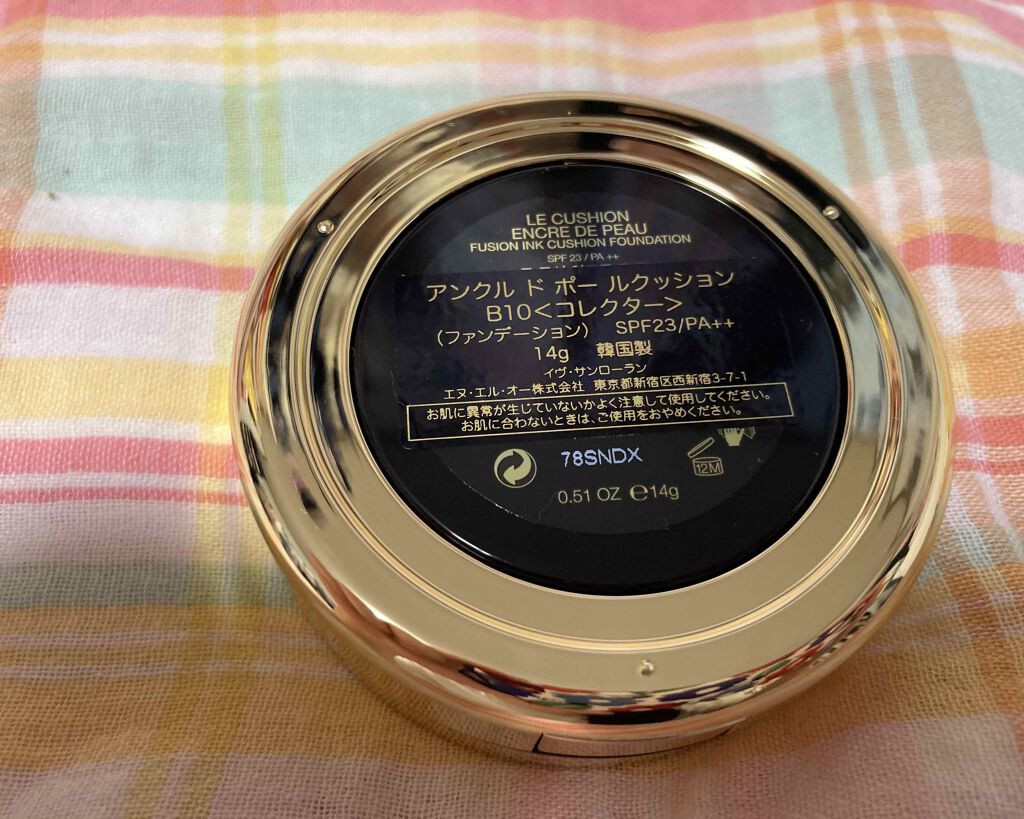 LE CUSHION
ENCRE DE PEAU
FUSION INK CUSHION FOUNDATION
SPF 23 / PA ++
アンクル ド ポー ルクッション
B10<コレクター>
(ファンデーション) SPF23/PA++
14g 韓国製
イヴ・サンローラン
エヌ・エル・オー株式会社 東京都新宿区西新宿3-7-1
お肌に異常が生じていないかよく注意して使用してください。
お肌に合わないときは、ご使用をおやめください。
78SNDX
12M
0.51 OZ ℮14g